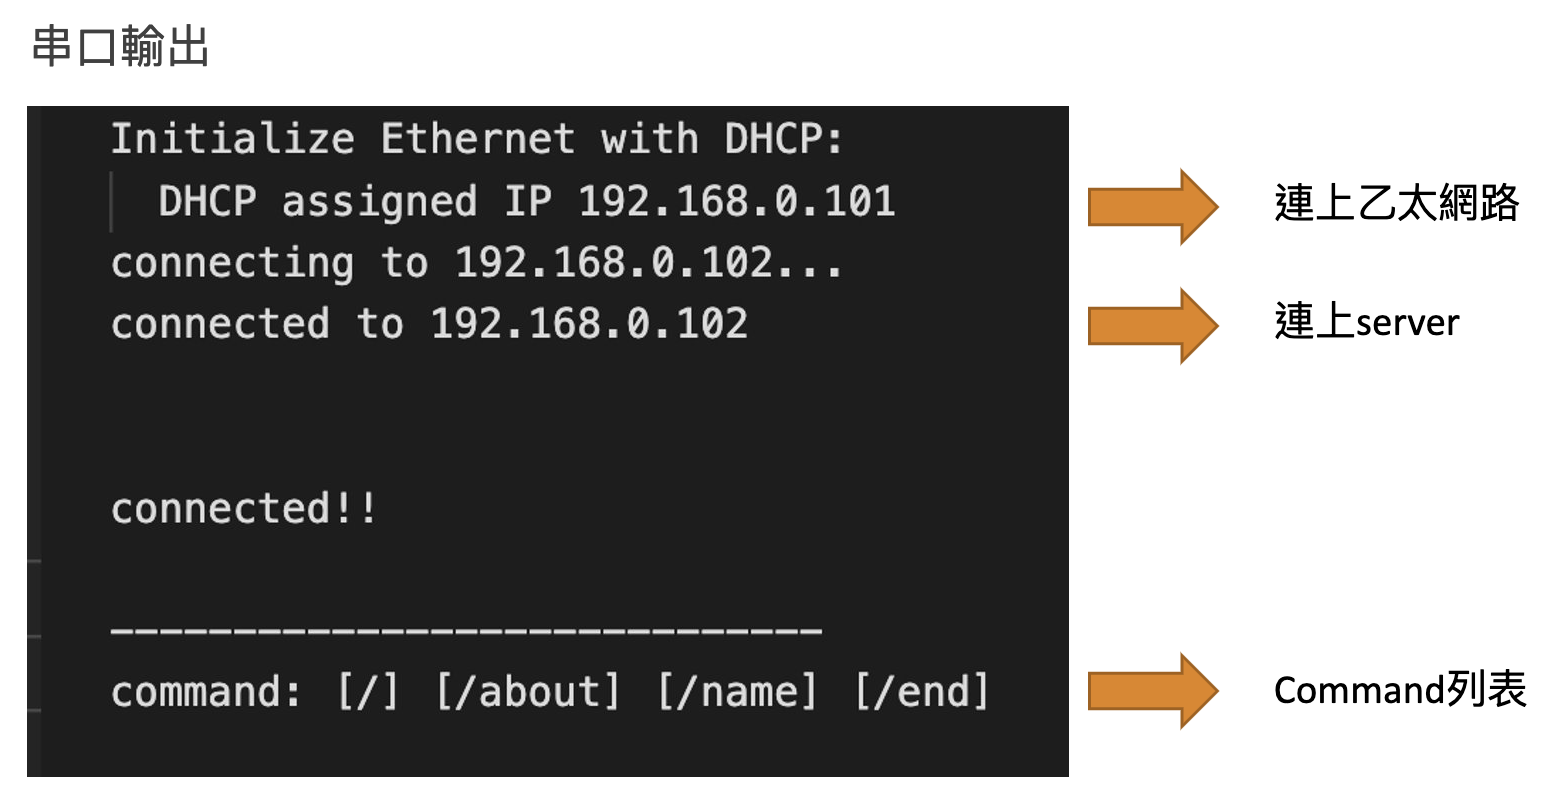 串口輸出
Initialize Ethernet with DHCP:
DHCP assigned IP 192.168.0.101
連上乙太網路
connecting to 192.168.0.102...
connected to 192.168.0.102
連上server
connected!!
------------------------------
command: [/] [/about] [/name] [/end]
Command列表